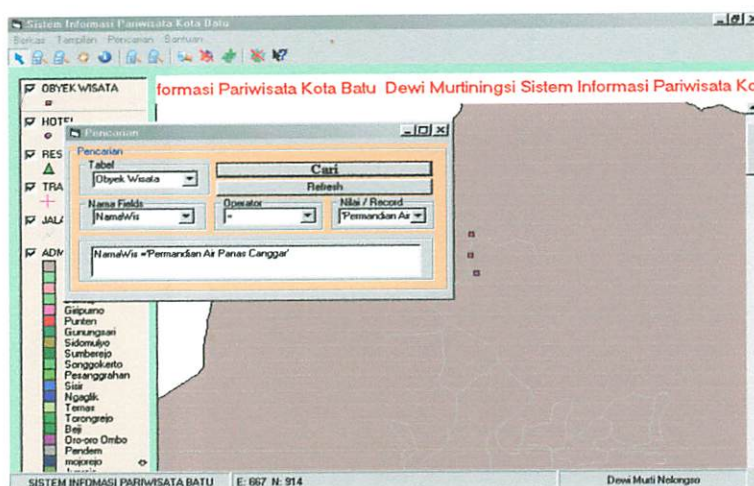 Sistem Informasi Pariwisata Kota Batu
Berkas Tampilan Pencarian Bantuan
OBYEK WISATA
formasi Pariwisata Kota Batu Dewi Murtiningsi Sistem Informasi Pariwisata Ko
HOTEL
RES
TRA
JALA
ADM
Pencarian
Pencarian
Tabel
Obyek Wisata
Cari
Refresh
Nama Fields
NamaWis
Operator
=
Nilai / Record
'Permandian Air
NamaWis ='Permandian Air Panas Canggar'
Giripurno
Punten
Gunungsari
Sidomulyo
Sumberejo
Songgokerto
Pesanggrahan
Sisir
Ngaglik
Temas
Torongrejo
Beji
Oro-oro Ombo
Pendem
mojorejo
SISTEM INFOMASI PARIWISATA BATU
E: 667 N: 914
Dewi Murti Nelongso